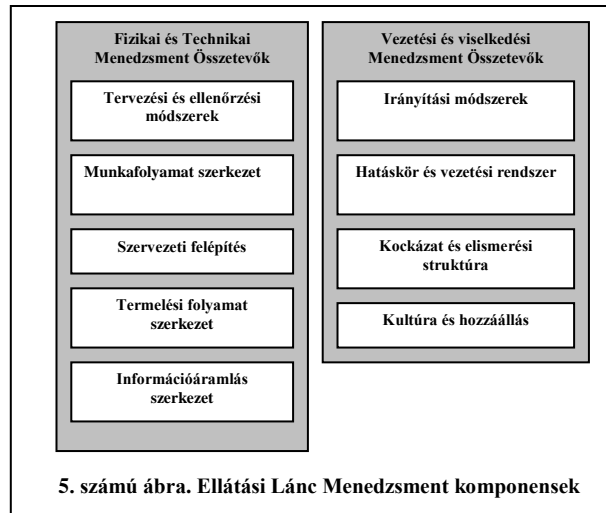 Fizikai és Technikai
Menedzsment Összetevők
Tervezési és ellenőrzési
módszerek
Munkafolyamat szerkezet
Szervezeti felépítés
Termelési folyamat
szerkezet
Információáramlás
szerkezet
Vezetési és viselkedési
Menedzsment Összetevők
Irányítási módszerek
Hatáskör és vezetési rendszer
Kockázat és elismerési
struktúra
Kultúra és hozzáállás
5. számú ábra. Ellátási Lánc Menedzsment komponensek